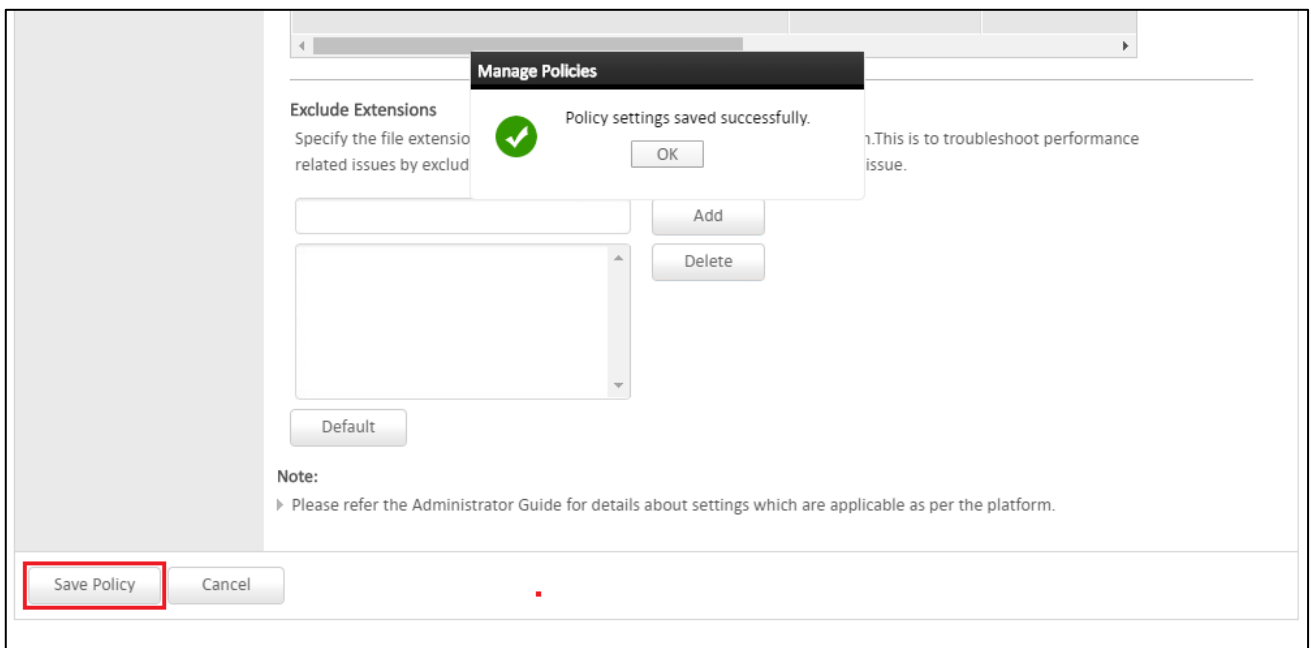 Manage Policies
Policy settings saved successfully.
OK
Exclude Extensions
Specify the file extensio n.This is to troubleshoot performance
related issues by exclud issue.
Add
Delete
Default
Note:
Please refer the Administrator Guide for details about settings which are applicable as per the platform.
Save Policy Cancel